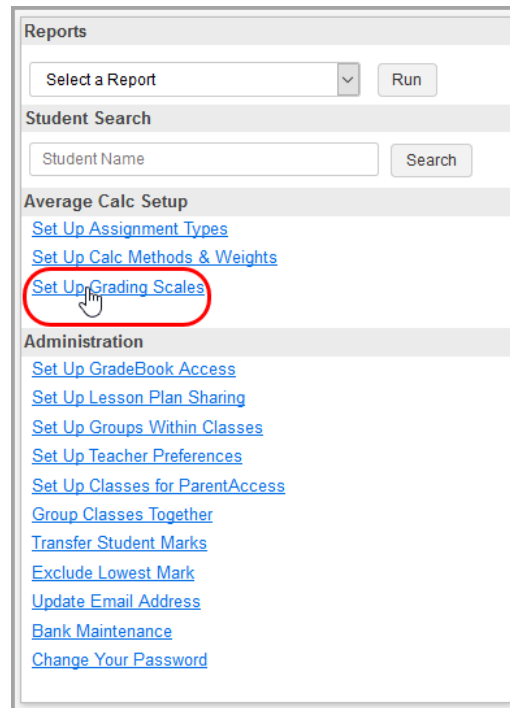 Reports
Select a Report
Run
Student Search
Student Name
Search
Average Calc Setup
Set Up Assignment Types
Set Up Calc Methods & Weights
Set Up Grading Scales
Administration
Set Up GradeBook Access
Set Up Lesson Plan Sharing
Set Up Groups Within Classes
Set Up Teacher Preferences
Set Up Classes for ParentAccess
Group Classes Together
Transfer Student Marks
Exclude Lowest Mark
Update Email Address
Bank Maintenance
Change Your Password